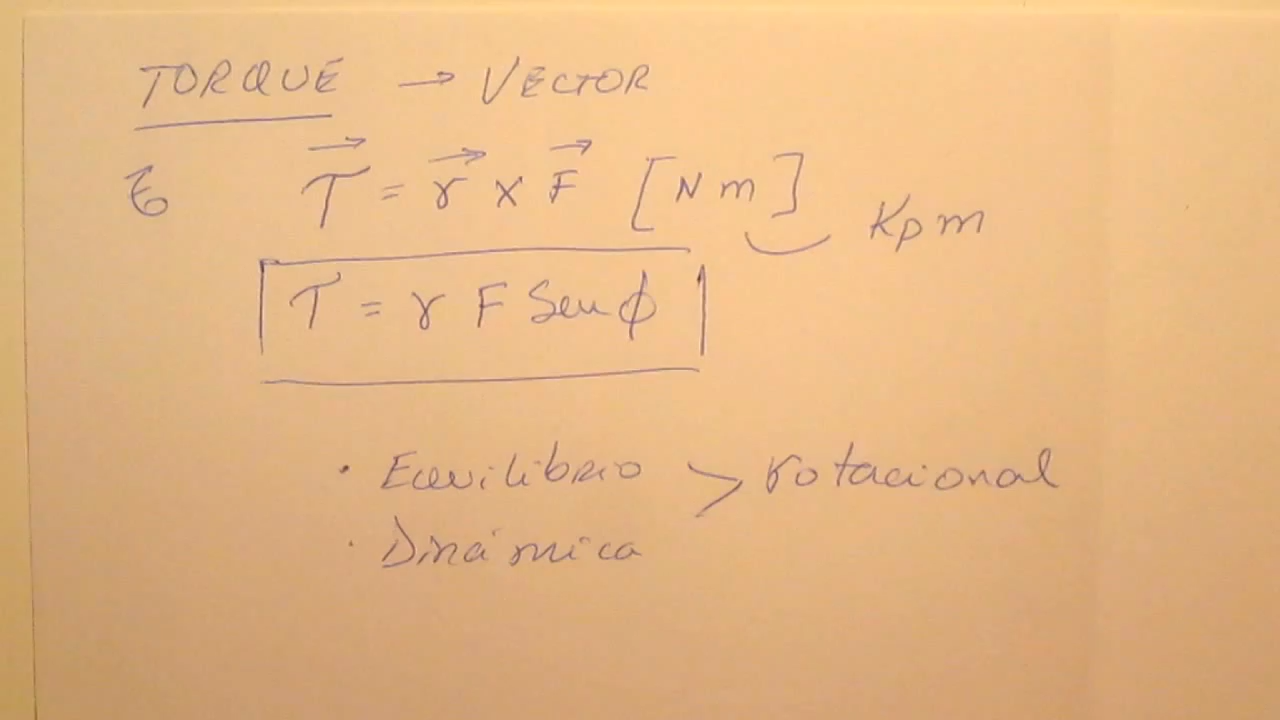 TORQUE → VECTOR
τ⃗ = r⃗ x F⃗ [N m] Kpm
τ = r F Sen ϕ
· Equilibrio > rotacional
· Dinámica